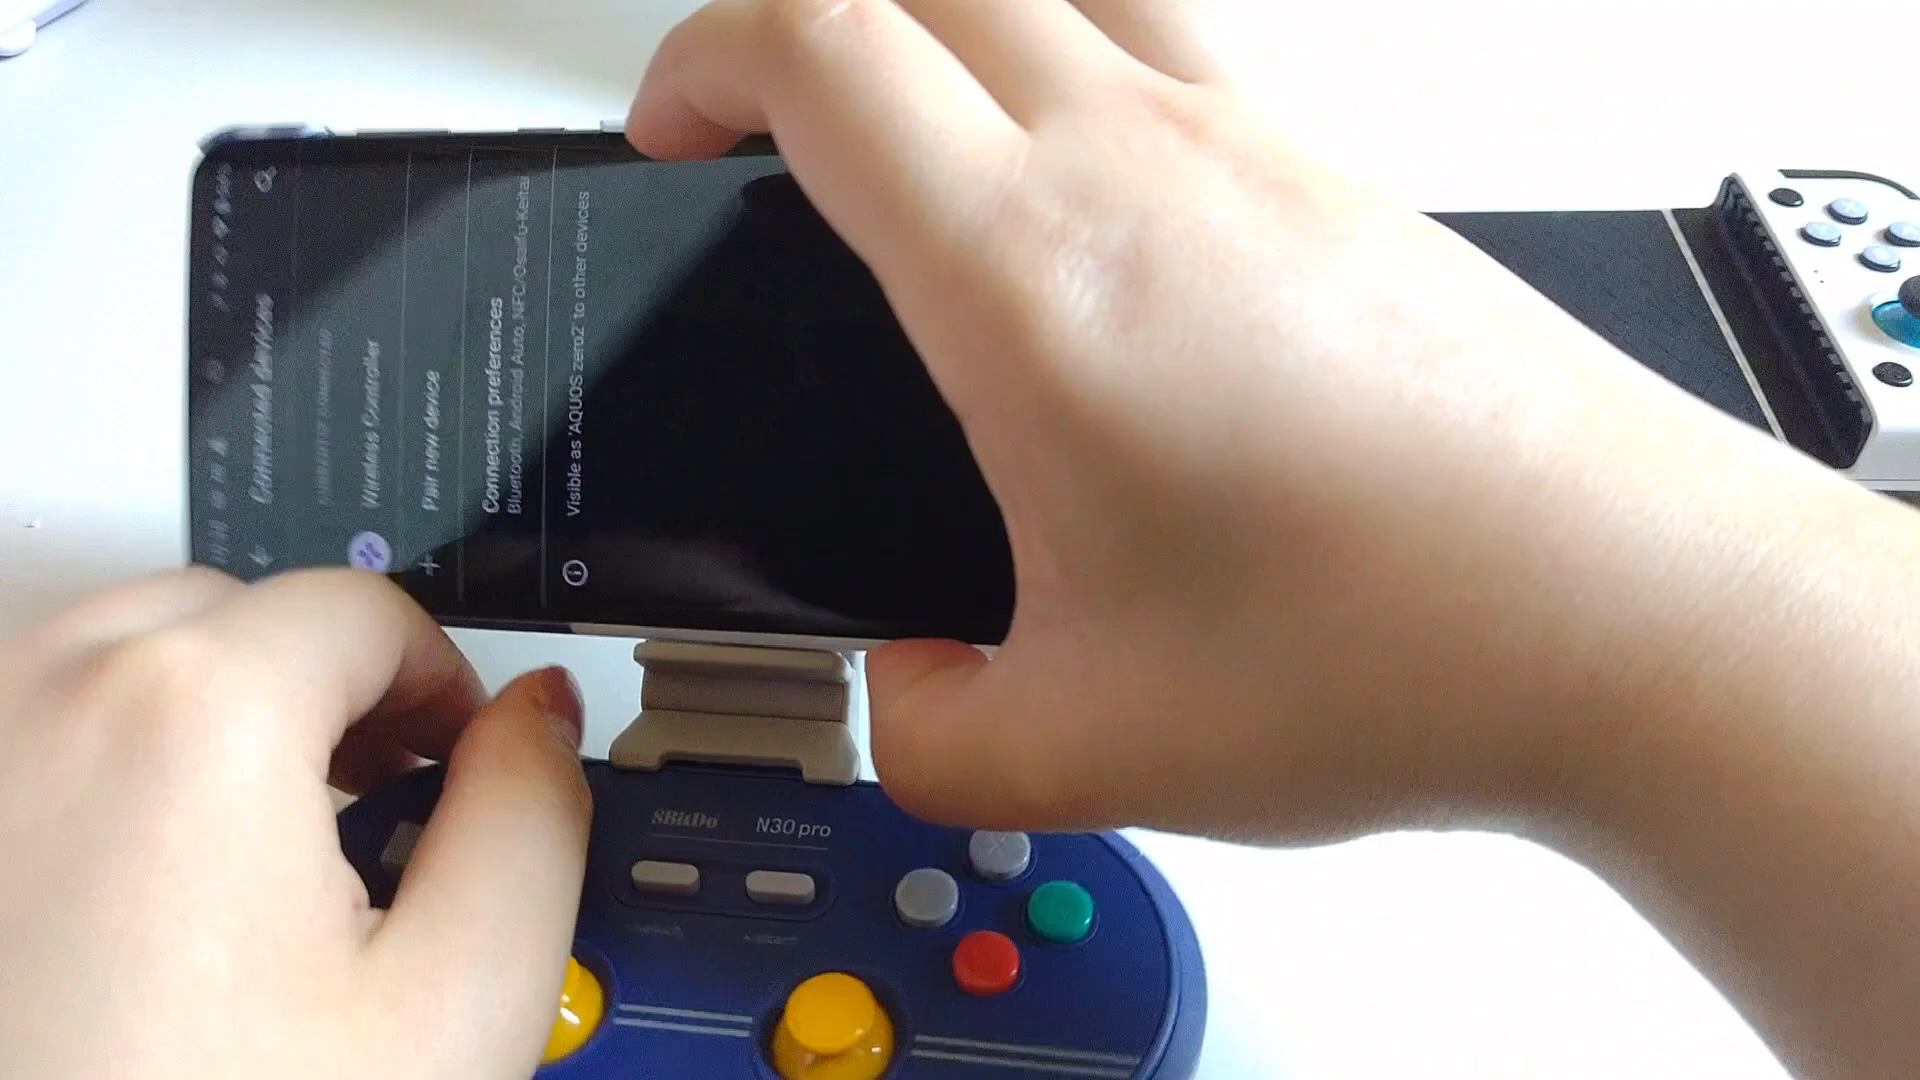 Connected devices
Wireless Controller
Pair new device
Connection preferences
Bluetooth, Android Auto, NFC/Osaifu-Keitai
Visible as 'AQUOS zero2' to other devices
8BitDo
N30 pro
X